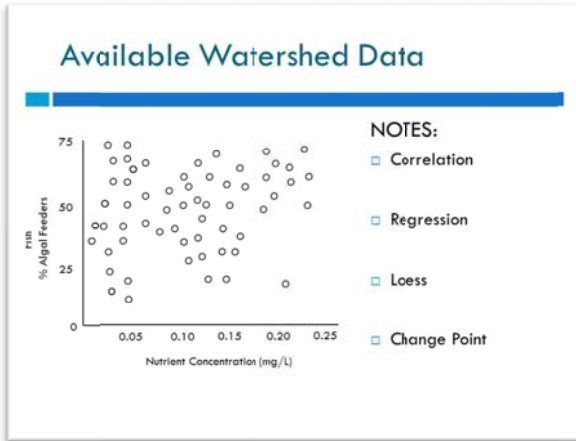 Available Watershed Data
NOTES:
Correlation
Regression
Loess
Change Point
75
50
25
0
Fish
% Algal Feeders
0.05 0.10 0.15 0.20 0.25
Nutrient Concentration (mg/L)